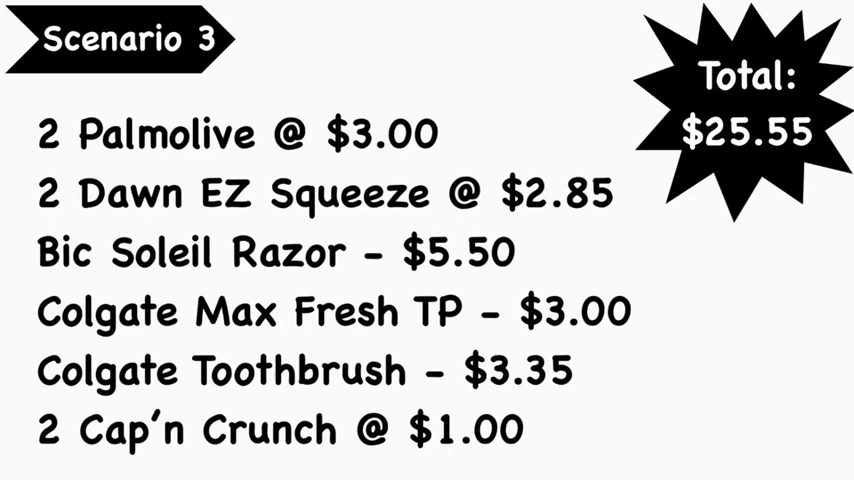 Scenario 3
Total:
$25.55
2 Palmolive @ $3.00
2 Dawn EZ Squeeze @ $2.85
Bic Soleil Razor - $5.50
Colgate Max Fresh TP - $3.00
Colgate Toothbrush - $3.35
2 Cap'n Crunch @ $1.00